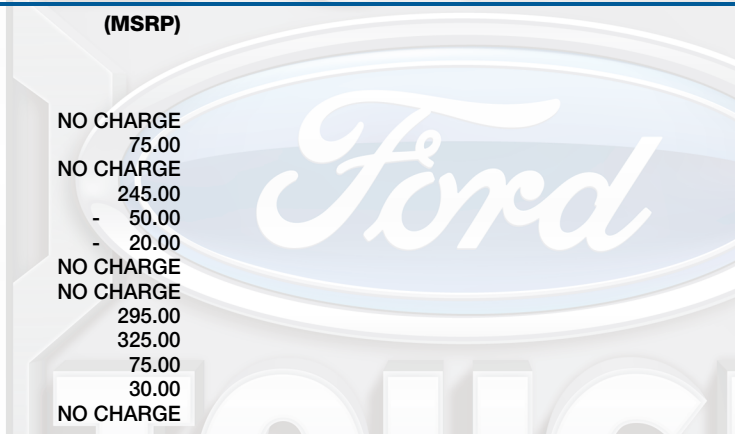 (MSRP)
NO CHARGE
75.00
NO CHARGE
245.00
- 50.00
- 20.00
NO CHARGE
NO CHARGE
295.00
325.00
75.00
30.00
NO CHARGE
Ford